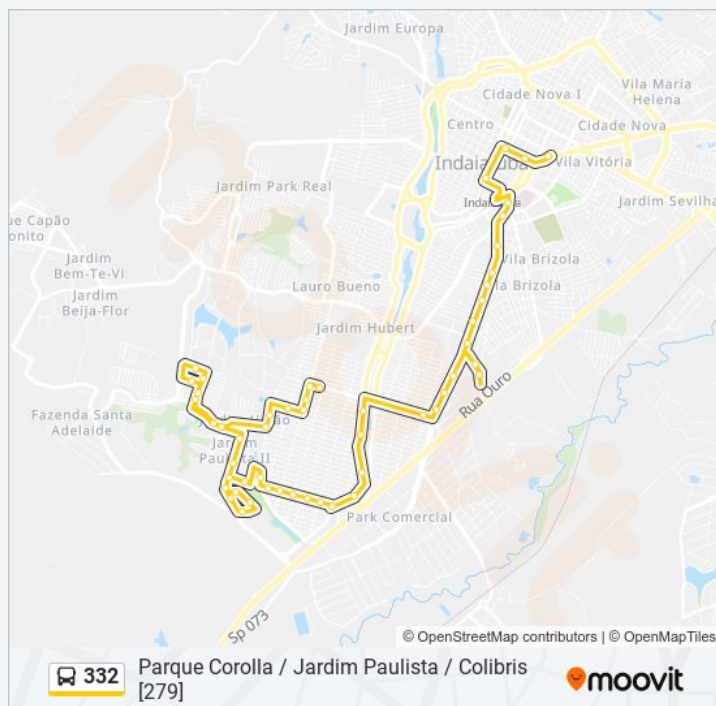 Jardim Europa
Vila Maria
Helena
Cidade Nova I
Centro
Cidade Nova
Indaiatuba
Vila Vitória
Jardim Park Real
Jardim Sevilha
Jardim
Bem-Te-Vi
Vila Brizola
Lauro Bueno
Jardim
Beija-Flor
Jardim Hubert
Rua Ouro
Fazenda Santa
Adelaide
Jardim
Paulista II
Park Comercial
Sp 073
© OpenStreetMap contributors | © OpenMapTiles
332
Parque Corolla / Jardim Paulista / Colibris
[279]
moovit